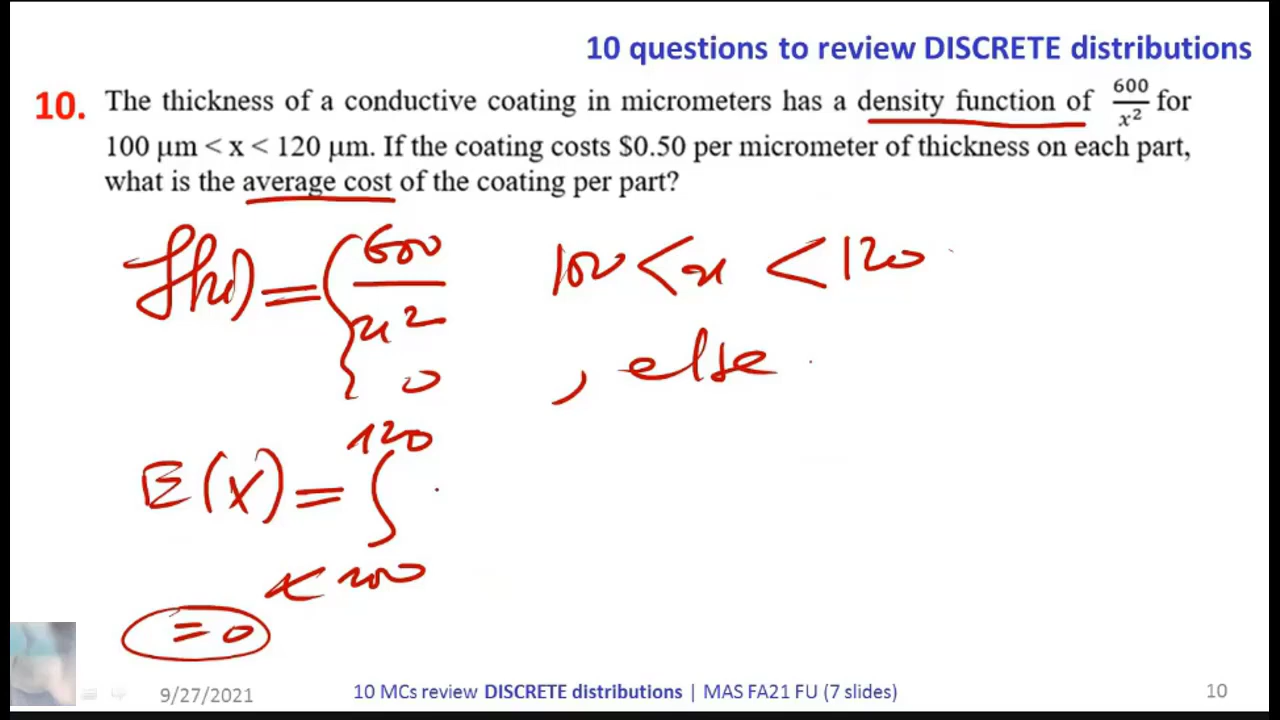 10 questions to review DISCRETE distributions
10. The thickness of a conductive coating in micrometers has a density function of 600/x² for
100 µm < x < 120 µm. If the coating costs $0.50 per micrometer of thickness on each part,
what is the average cost of the coating per part?
f(x) = { 600/x² 100 < x < 120
0 , else
E(X) = ∫
120
100
= 0
9/27/2021 10 MCs review DISCRETE distributions | MAS FA21 FU (7 slides) 10